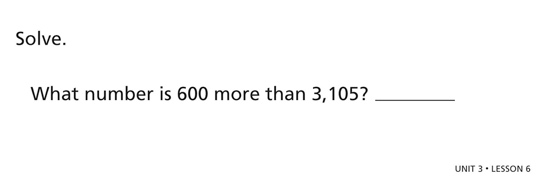 Solve.
What number is 600 more than 3,105? ________
UNIT 3 • LESSON 6